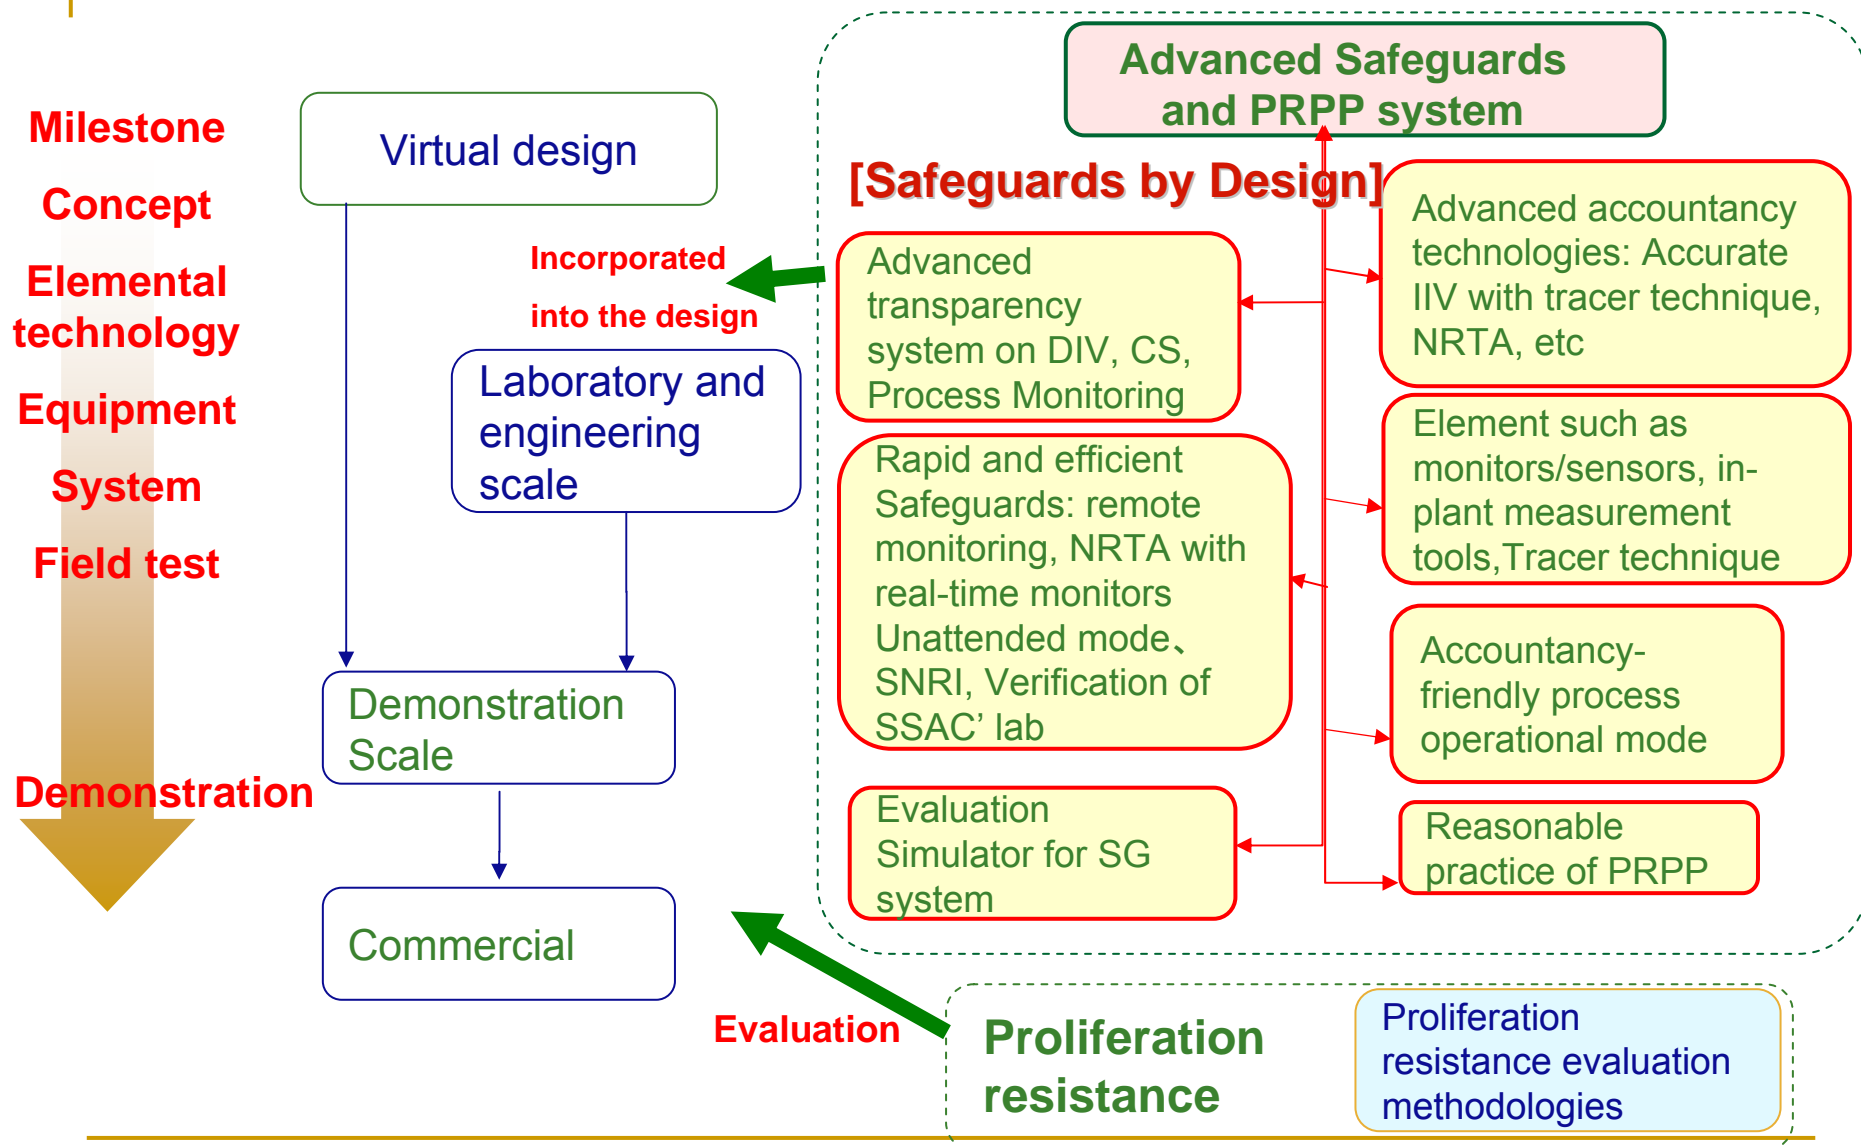 Milestone
Concept
Elemental
technology
Equipment
System
Field test
Demonstration
Virtual design
Incorporated
into the design
Laboratory and
engineering
scale
Demonstration
Scale
Commercial
Advanced Safeguards
and PRPP system
[Safeguards by Design]
Advanced
transparency
system on DIV, CS,
Process Monitoring
Rapid and efficient
Safeguards: remote
monitoring, NRTA with
real-time monitors
Unattended mode、
SNRI, Verification of
SSAC’ lab
Evaluation
Simulator for SG
system
Advanced accountancy
technologies: Accurate
IIV with tracer technique,
NRTA, etc
Element such as
monitors/sensors, in-
plant measurement
tools,Tracer technique
Accountancy-
friendly process
operational mode
Reasonable
practice of PRPP
Evaluation
Proliferation
resistance
Proliferation
resistance evaluation
methodologies